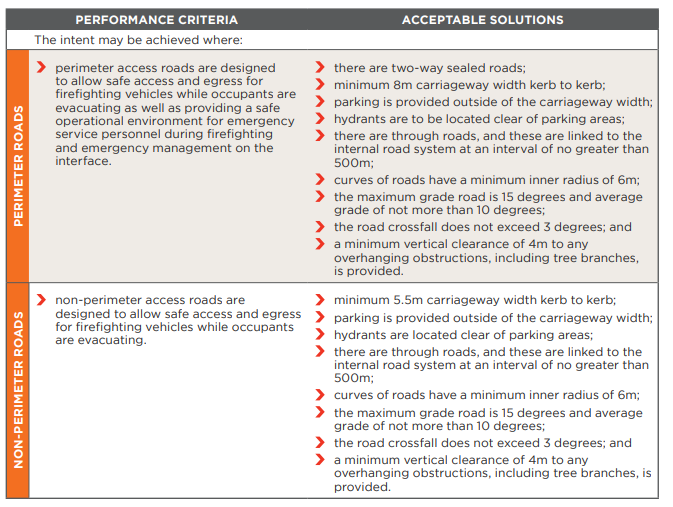 PERFORMANCE CRITERIA
ACCEPTABLE SOLUTIONS
The intent may be achieved where:
PERIMETER ROADS
perimeter access roads are designed
to allow safe access and egress for
firefighting vehicles while occupants are
evacuating as well as providing a safe
operational environment for emergency
service personnel during firefighting
and emergency management on the
interface.
there are two-way sealed roads;
minimum 8m carriageway width kerb to kerb;
parking is provided outside of the carriageway width;
hydrants are to be located clear of parking areas;
there are through roads, and these are linked to the
internal road system at an interval of no greater than
500m;
curves of roads have a minimum inner radius of 6m;
the maximum grade road is 15 degrees and average
grade of not more than 10 degrees;
the road crossfall does not exceed 3 degrees; and
a minimum vertical clearance of 4m to any
overhanging obstructions, including tree branches,
is provided.
NON-PERIMETER ROADS
non-perimeter access roads are
designed to allow safe access and egress
for firefighting vehicles while occupants
are evacuating.
minimum 5.5m carriageway width kerb to kerb;
parking is provided outside of the carriageway width;
hydrants are located clear of parking areas;
there are through roads, and these are linked to the
internal road system at an interval of no greater than
500m;
curves of roads have a minimum inner radius of 6m;
the maximum grade road is 15 degrees and average
grade of not more than 10 degrees;
the road crossfall does not exceed 3 degrees; and
a minimum vertical clearance of 4m to any
overhanging obstructions, including tree branches, is
provided.